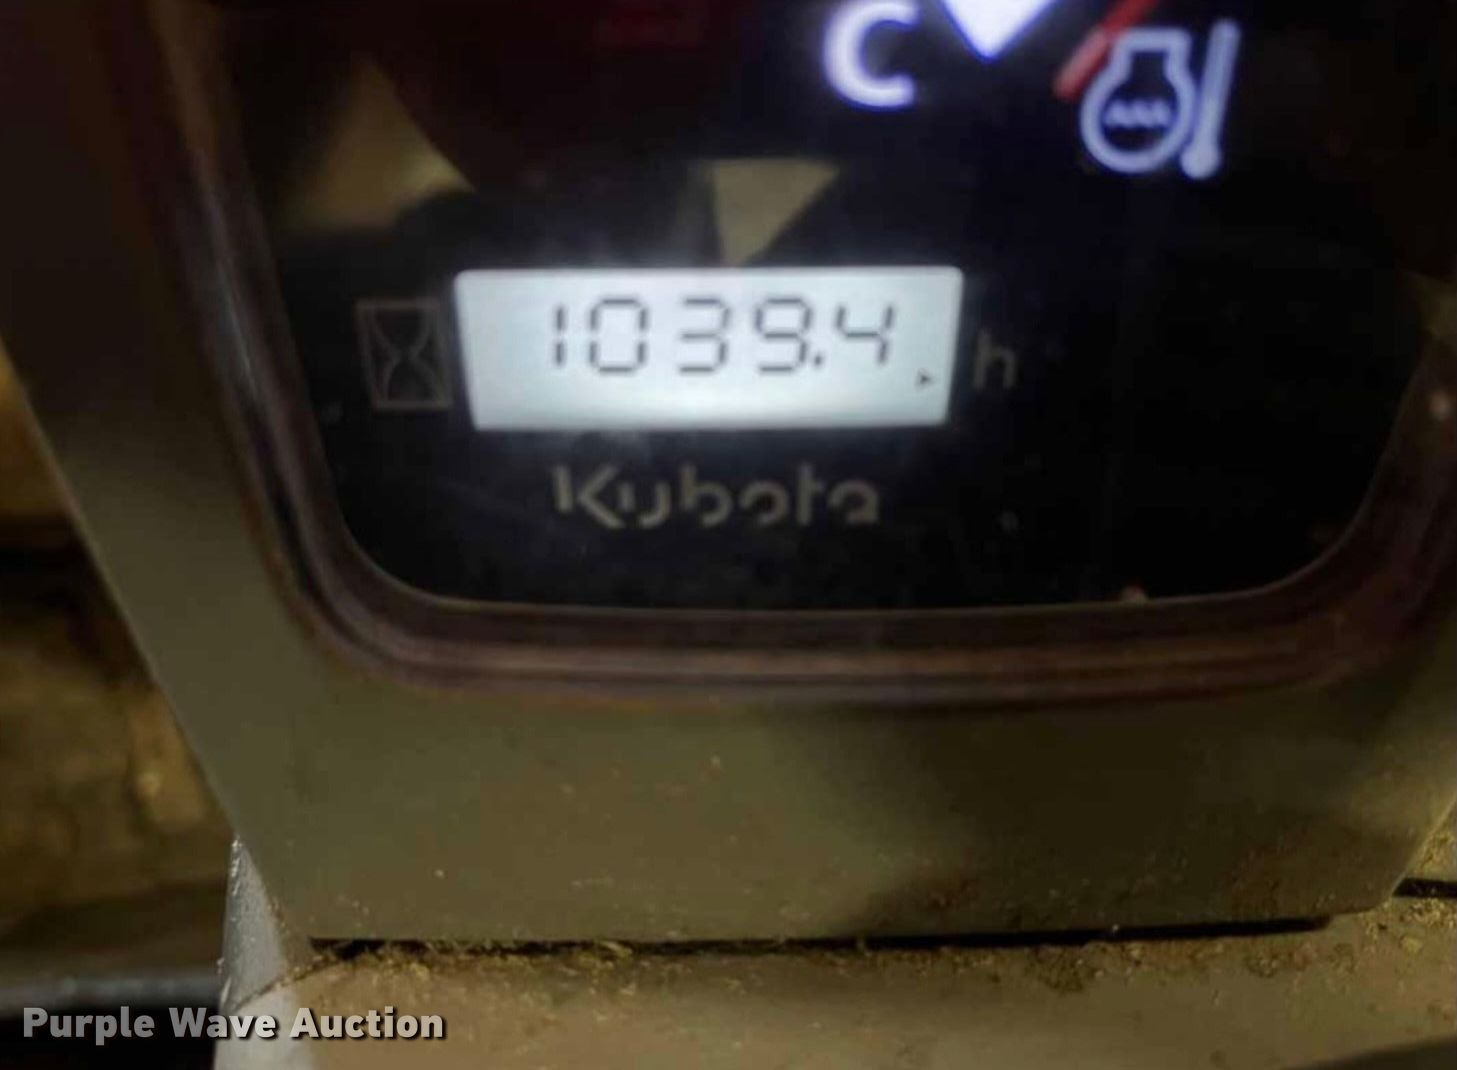 C
1039.4 h
Kubota
Purple Wave Auction